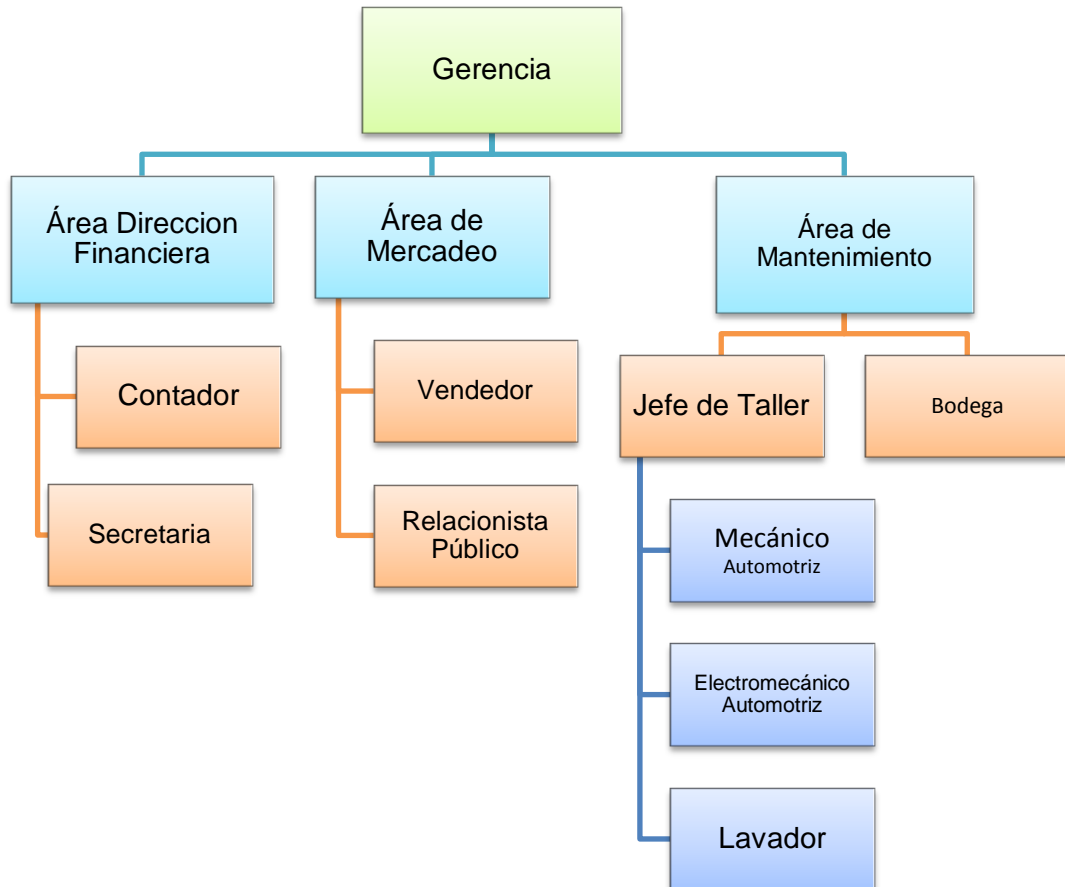 Gerencia
Área Direccion
Financiera
Área de
Mercadeo
Área de
Mantenimiento
Contador
Secretaria
Vendedor
Relacionista
Público
Jefe de Taller
Bodega
Mecánico
Automotriz
Electromecánico
Automotriz
Lavador